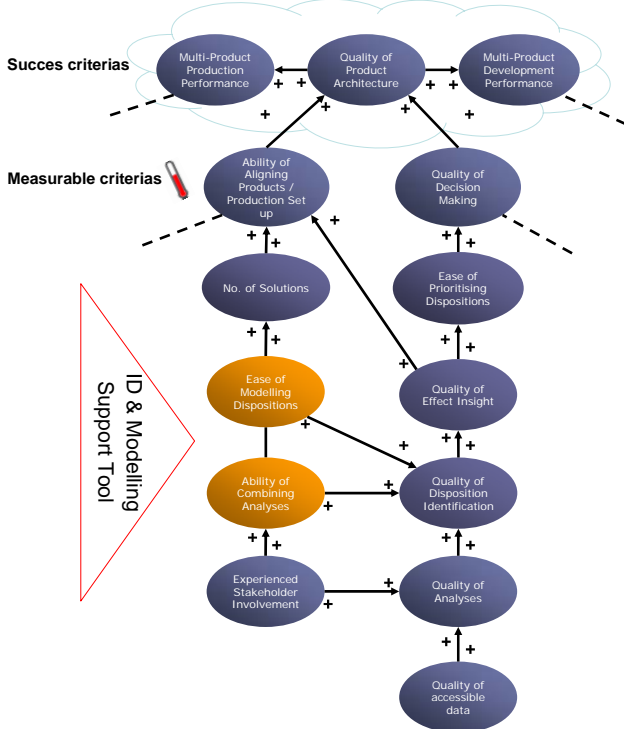 Succes criterias
Multi-Product
Production
Performance
Quality of
Product
Architecture
Multi-Product
Development
Performance
+ + + +
+ + + +
Measurable criterias
Ability of
Aligning
Products /
Production Set
up
Quality of
Decision
Making
+ + + + +
No. of Solutions
Ease of
Prioritising
Dispositions
+ + + +
Ease of
Modelling
Dispositions
Quality of
Effect Insight
+ + + +
ID & Modelling
Support Tool
Ability of
Combining
Analyses
Quality of
Disposition
Identification
+ +
+ + + +
Experienced
Stakeholder
Involvement
Quality of
Analyses
+ +
+ +
Quality of
accessible
data